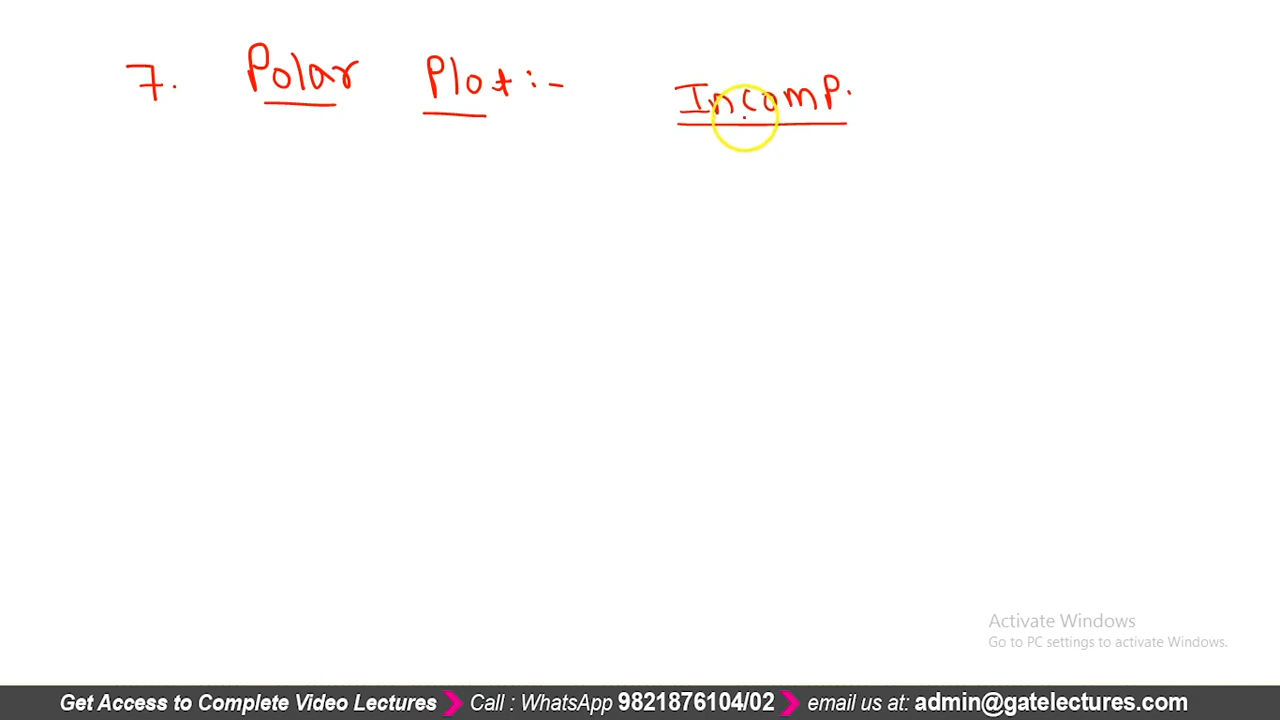 7. Polar Plot :- Incomp.
Activate Windows
Go to PC settings to activate Windows.
Get Access to Complete Video Lectures Call : WhatsApp 9821876104/02 email us at: admin@gatelectures.com